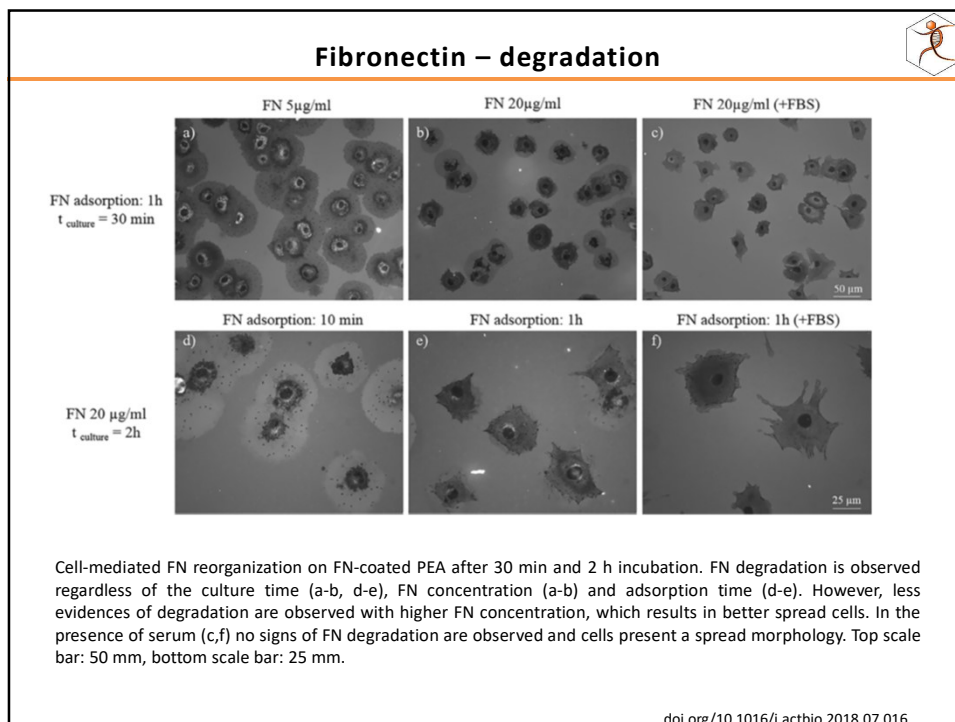 Fibronectin – degradation
FN 5µg/ml
FN 20µg/ml
FN 20µg/ml (+FBS)
a)
b)
c)
FN adsorption: 1h
t culture = 30 min
50 µm
FN adsorption: 10 min
FN adsorption: 1h
FN adsorption: 1h (+FBS)
d)
e)
f)
FN 20 µg/ml
t culture = 2h
25 µm
Cell-mediated FN reorganization on FN-coated PEA after 30 min and 2 h incubation. FN degradation is observed
regardless of the culture time (a-b, d-e), FN concentration (a-b) and adsorption time (d-e). However, less
evidences of degradation are observed with higher FN concentration, which results in better spread cells. In the
presence of serum (c,f) no signs of FN degradation are observed and cells present a spread morphology. Top scale
bar: 50 mm, bottom scale bar: 25 mm.
doi.org/10.1016/j.actbio.2018.07.016